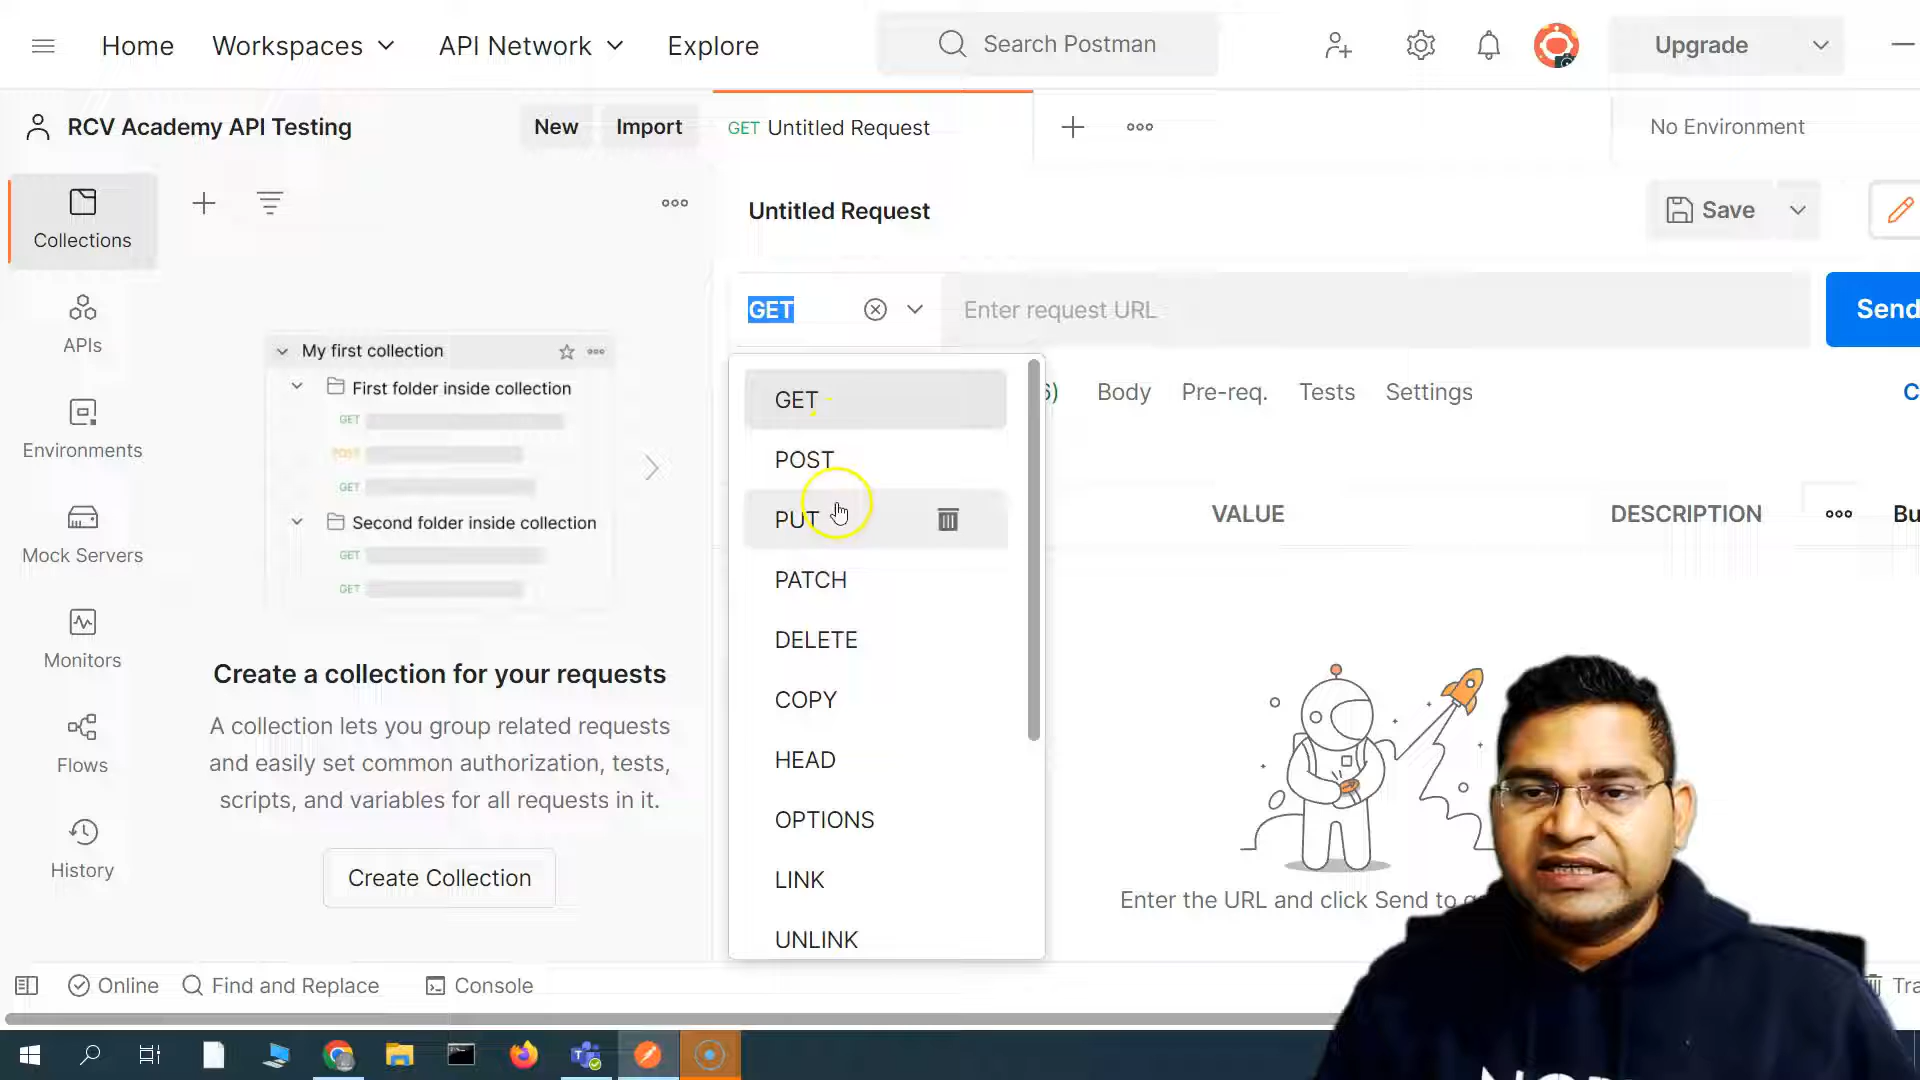 Home
Workspaces
API Network
Explore
Search Postman
Upgrade
RCV Academy API Testing
New
Import
GET Untitled Request
No Environment
Untitled Request
Save
Collections
APIs
Environments
Mock Servers
Monitors
Flows
History
My first collection
First folder inside collection
GET
POST
GET
Second folder inside collection
GET
GET
Create a collection for your requests
A collection lets you group related requests
and easily set common authorization, tests,
scripts, and variables for all requests in it.
Create Collection
GET
Enter request URL
Send
GET
POST
PUT
PATCH
DELETE
COPY
HEAD
OPTIONS
LINK
UNLINK
6)
Body
Pre-req.
Tests
Settings
C
VALUE
DESCRIPTION
Bu
Enter the URL and click Send to g
Online
Find and Replace
Console
Tra